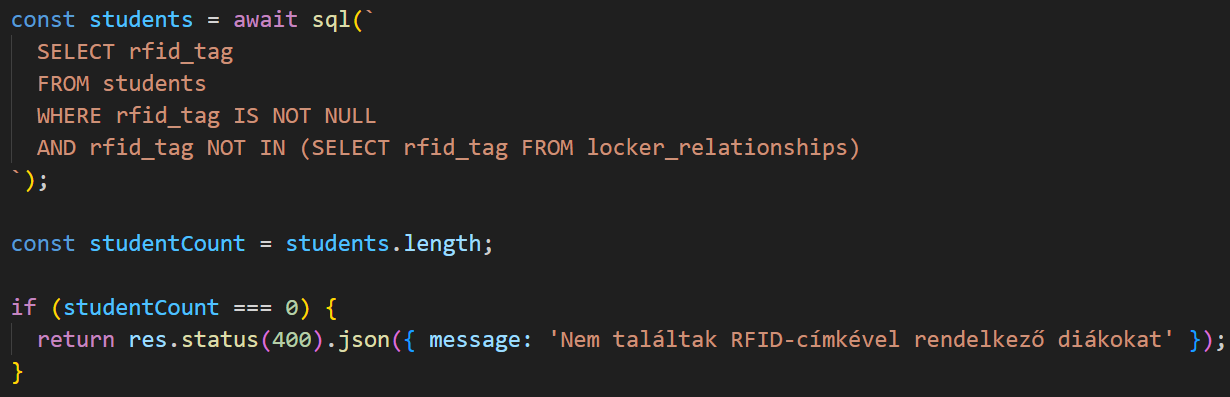 const students = await sql(`
  SELECT rfid_tag
  FROM students
  WHERE rfid_tag IS NOT NULL
  AND rfid_tag NOT IN (SELECT rfid_tag FROM locker_relationships)
`);

const studentCount = students.length;

if (studentCount === 0) {
  return res.status(400).json({ message: 'Nem találtak RFID-címkével rendelkező diákokat' });
}